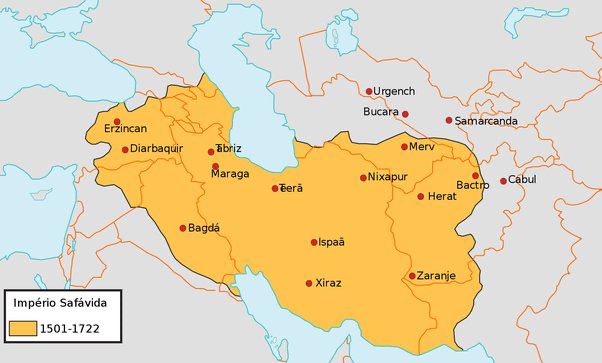 Urgench
Bucara
Samarcanda
Erzincan
Diarbaquir
Tabriz
Maraga
Merv
Nixapur
Bactro
Cabul
Teerã
Herat
Bagdá
Ispaã
Zaranje
Xiraz
Império Safávida
1501-1722